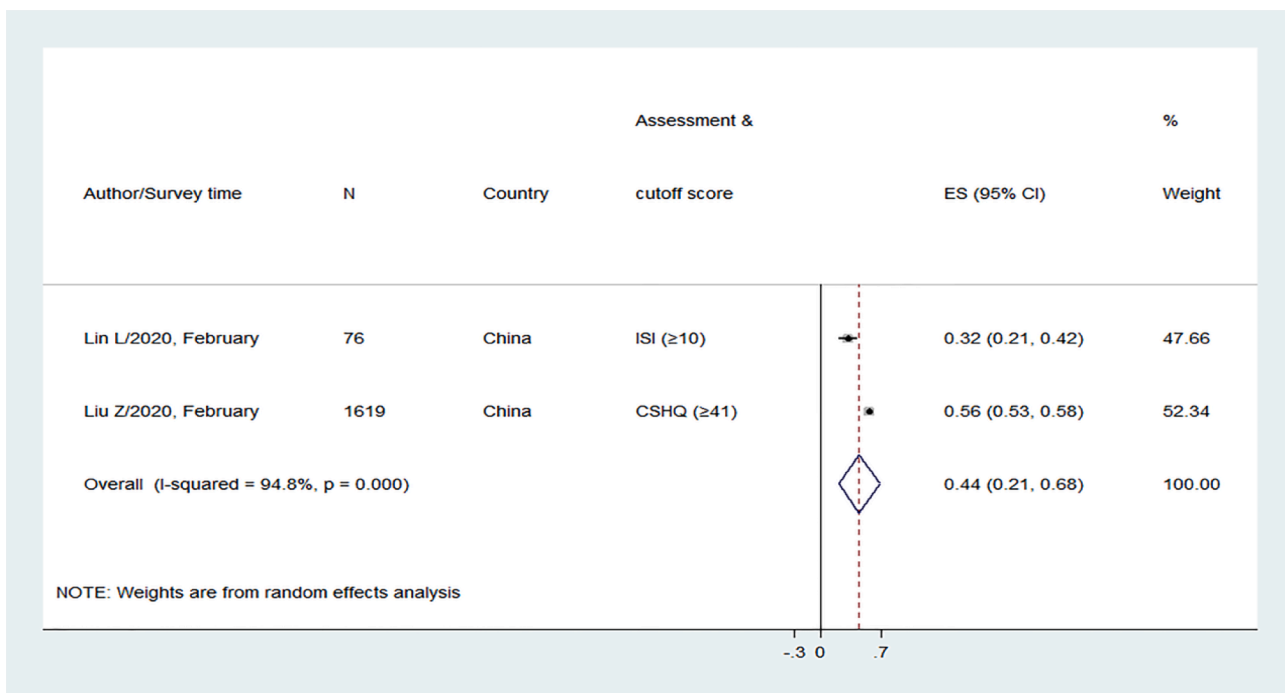 Assessment & %
Author/Survey time N Country cutoff score ES (95% CI) Weight
Lin L/2020, February 76 China ISI (≥10) 0.32 (0.21, 0.42) 47.66
Liu Z/2020, February 1619 China CSHQ (≥41) 0.56 (0.53, 0.58) 52.34
Overall (I-squared = 94.8%, p = 0.000) 0.44 (0.21, 0.68) 100.00
NOTE: Weights are from random effects analysis
-.3 0 .7